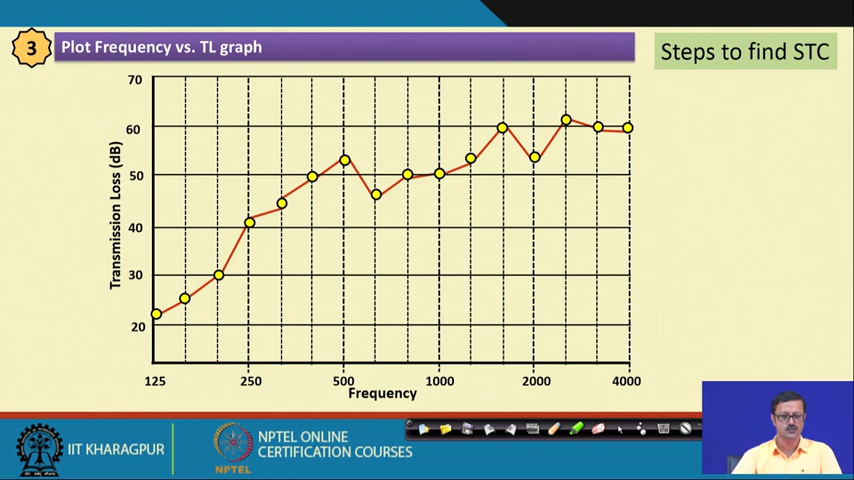 3
Plot Frequency vs. TL graph
Steps to find STC
70
60
50
40
30
20
Transmission Loss (dB)
125
250
500
1000
2000
4000
Frequency
IIT KHARAGPUR
NPTEL
NPTEL ONLINE
CERTIFICATION COURSES